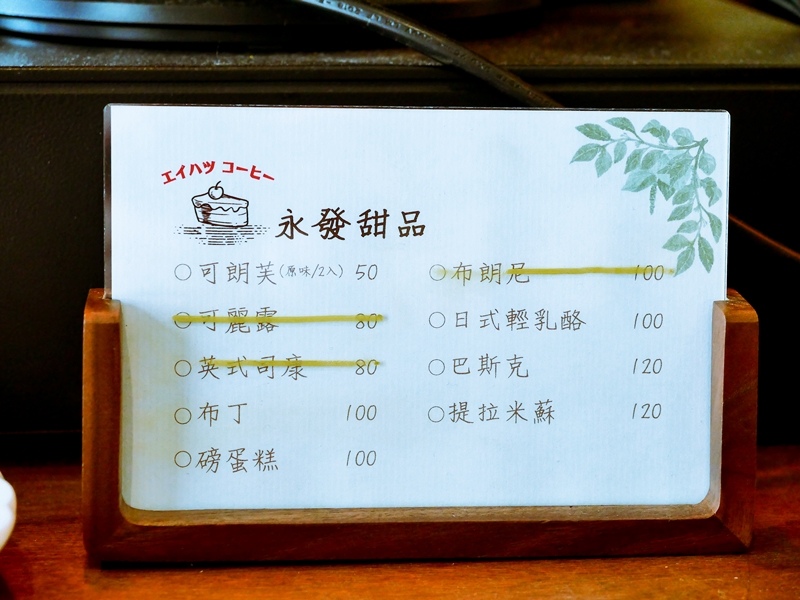 エイハツ コーヒー
永發甜品
○可朗芙(原味/2入) 50
○可麗露 80
○英式司康 80
○布丁 100
○磅蛋糕 100
○布朗尼 100
○日式輕乳酪 100
○巴斯克 120
○提拉米蘇 120